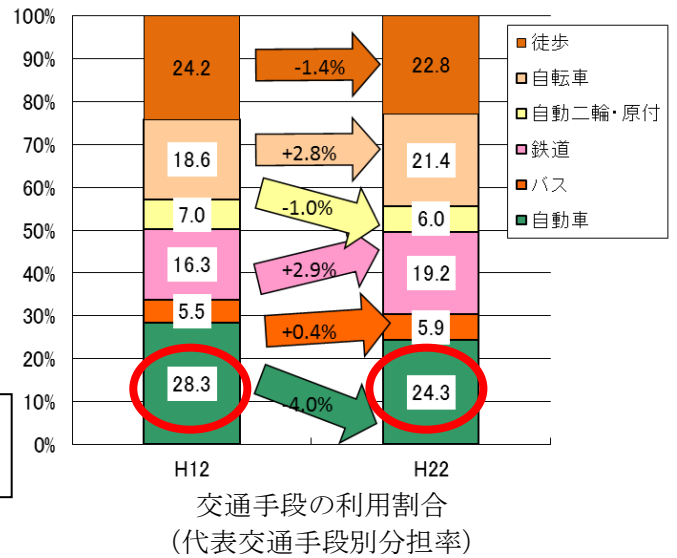 100%
90%
80%
70%
60%
50%
40%
30%
20%
10%
0%
24.2
18.6
7.0
16.3
5.5
28.3
-1.4%
+2.8%
-1.0%
+2.9%
+0.4%
-4.0%
22.8
21.4
6.0
19.2
5.9
24.3
徒歩
自転車
自動二輪・原付
鉄道
バス
自動車
H12
H22
交通手段の利用割合
(代表交通手段別分担率)